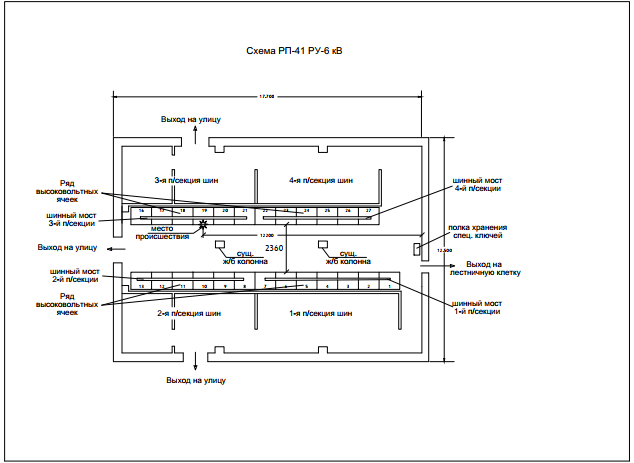 Схема РП-41 РУ-6 кВ
17.700
Выход на улицу
3-я п/секция шин
4-я п/секция шин
Ряд
высоковольтных
ячеек
шинный мост
4-й п/секции
16 17 18 19 20 21 22 23 24 25 26 27
шинный мост
3-й п/секции
место
происшествия
12200
полка хранения
спец. ключей
Выход на улицу
2360
сущ.
ж/б колонна
сущ.
ж/б колонна
12.500
Выход на
лестничную клетку
шинный мост
2-й п/секции
13 12 11 10 9 8 7 6 5 4 3 2 1
Ряд
высоковольтных
ячеек
шинный мост
1-й п/секции
2-я п/секция шин
1-я п/секция шин
Выход на улицу